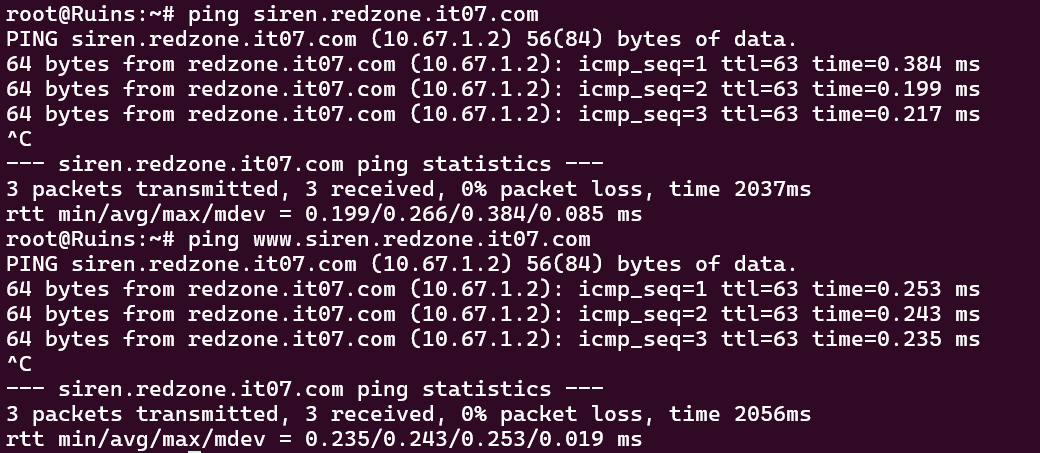 root@Ruins:~# ping siren.redzone.it07.com
PING siren.redzone.it07.com (10.67.1.2) 56(84) bytes of data.
64 bytes from redzone.it07.com (10.67.1.2): icmp_seq=1 ttl=63 time=0.384 ms
64 bytes from redzone.it07.com (10.67.1.2): icmp_seq=2 ttl=63 time=0.199 ms
64 bytes from redzone.it07.com (10.67.1.2): icmp_seq=3 ttl=63 time=0.217 ms
^C
--- siren.redzone.it07.com ping statistics ---
3 packets transmitted, 3 received, 0% packet loss, time 2037ms
rtt min/avg/max/mdev = 0.199/0.266/0.384/0.085 ms
root@Ruins:~# ping www.siren.redzone.it07.com
PING siren.redzone.it07.com (10.67.1.2) 56(84) bytes of data.
64 bytes from redzone.it07.com (10.67.1.2): icmp_seq=1 ttl=63 time=0.253 ms
64 bytes from redzone.it07.com (10.67.1.2): icmp_seq=2 ttl=63 time=0.243 ms
64 bytes from redzone.it07.com (10.67.1.2): icmp_seq=3 ttl=63 time=0.235 ms
^C
--- siren.redzone.it07.com ping statistics ---
3 packets transmitted, 3 received, 0% packet loss, time 2056ms
rtt min/avg/max/mdev = 0.235/0.243/0.253/0.019 ms